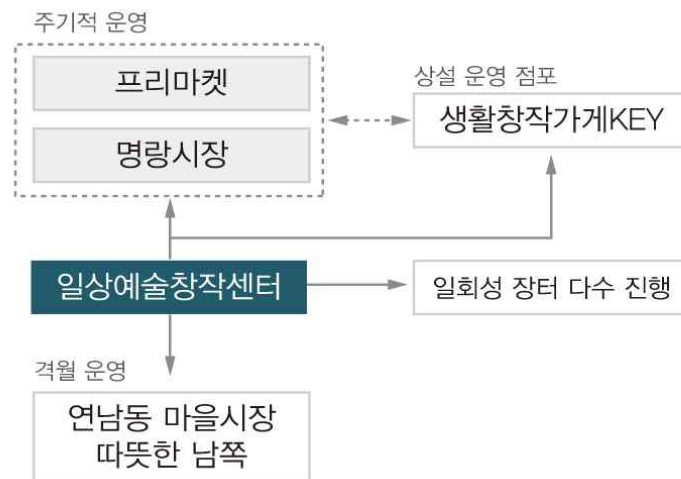 주기적 운영
프리마켓
명랑시장
상설 운영 점포
생활창작가게KEY
일상예술창작센터
일회성 장터 다수 진행
격월 운영
연남동 마을시장
따뜻한 남쪽